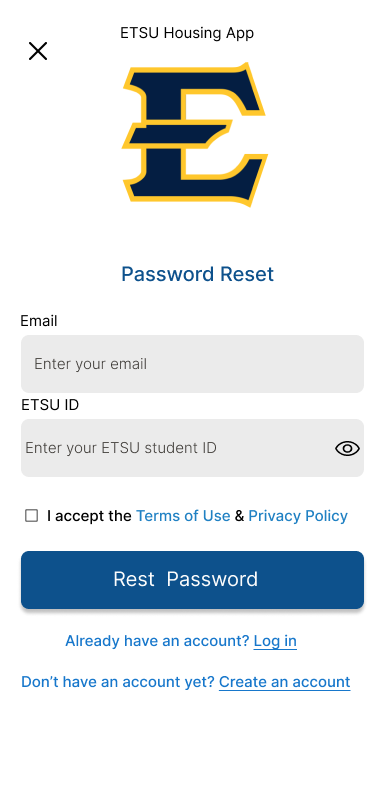 ETSU Housing App
E
Password Reset
Email
Enter your email
ETSU ID
Enter your ETSU student ID
I accept the Terms of Use & Privacy Policy
Rest Password
Already have an account? Log in
Don’t have an account yet? Create an account